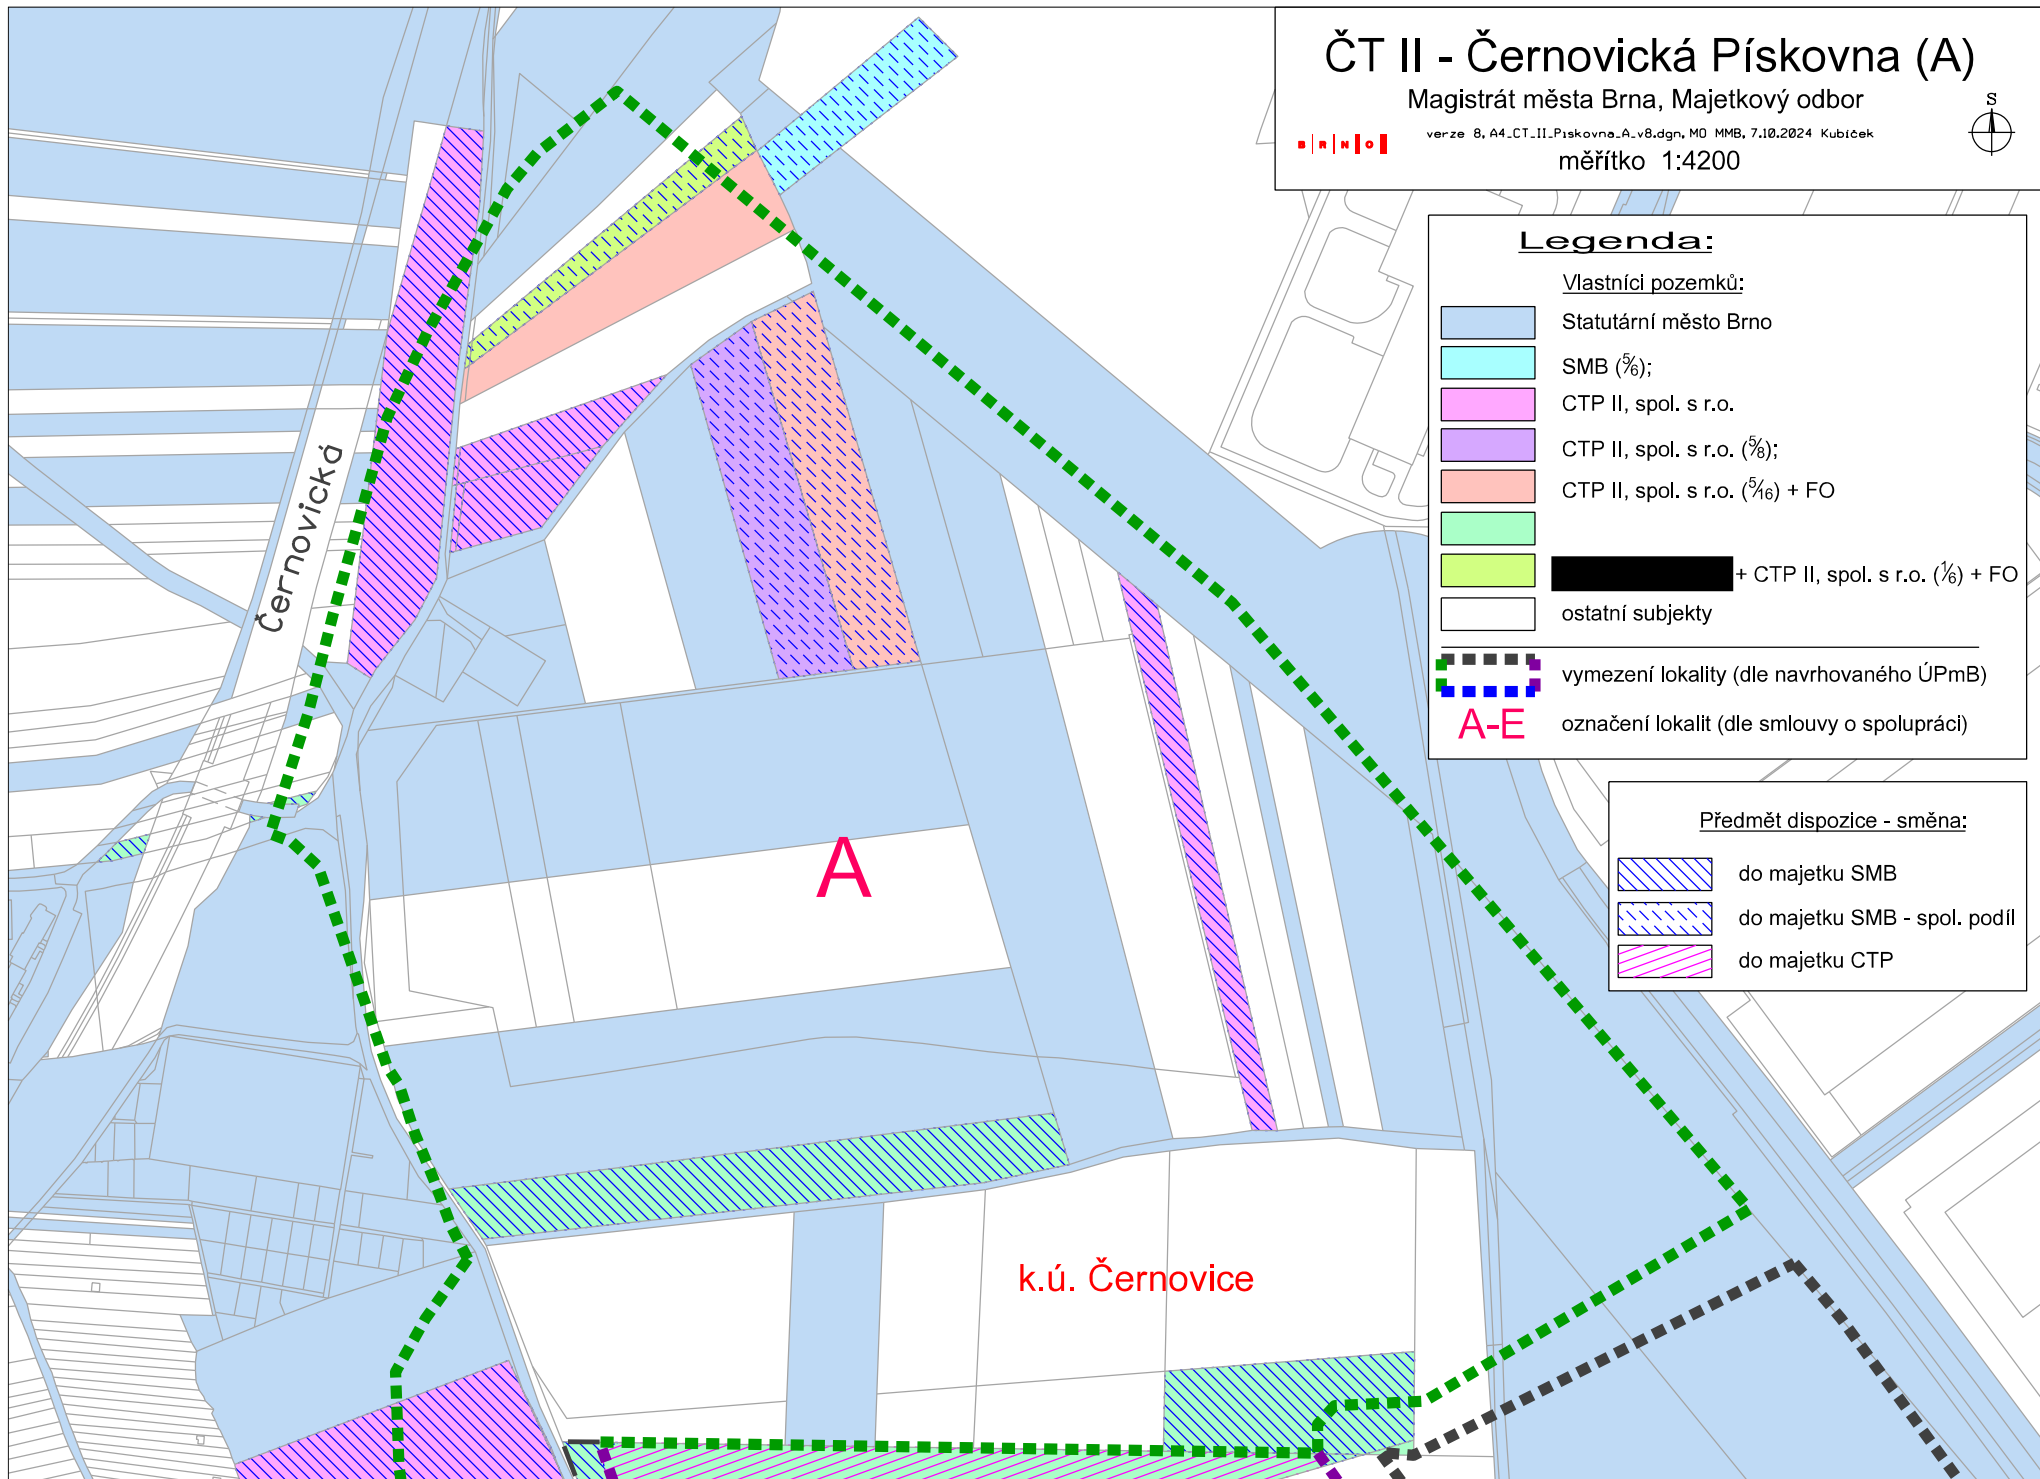 ČT II - Černovická Pískovna (A)
Magistrát města Brna, Majetkový odbor
verze 8, A4_CT_II_Piskovna_A_v8.dgn, MO MMB, 7.10.2024 Kubíček
BRNO
měřítko 1:4200
S
Legenda:
Vlastníci pozemků:
Statutární město Brno
SMB (5/6);
CTP II, spol. s r.o.
CTP II, spol. s r.o. (5/8);
CTP II, spol. s r.o. (5/16) + FO
+ CTP II, spol. s r.o. (1/6) + FO
ostatní subjekty
vymezení lokality (dle navrhovaného ÚPmB)
A-E označení lokalit (dle smlouvy o spolupráci)
Předmět dispozice - směna:
do majetku SMB
do majetku SMB - spol. podíl
do majetku CTP
Černovická
A
k.ú. Černovice